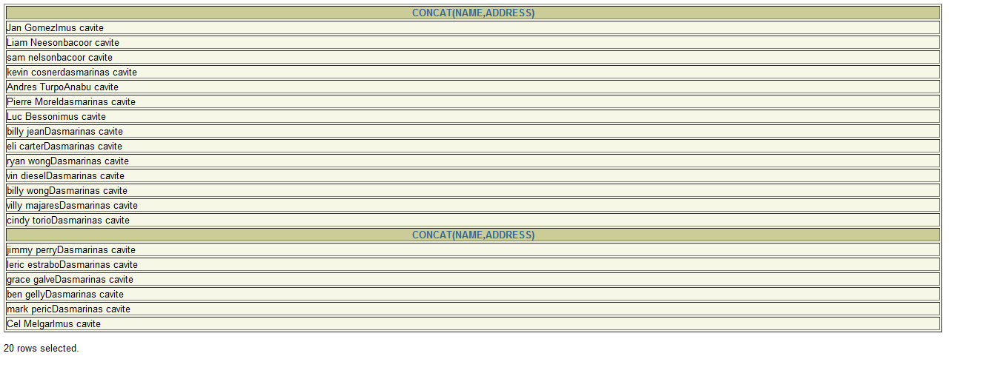 CONCAT(NAME,ADDRESS)
Jan GomezImus cavite
Liam Neesonbacoor cavite
sam nelsonbacoor cavite
kevin cosnerdasmarinas cavite
Andres TurpoAnabu cavite
Pierre Moreldasmarinas cavite
Luc Bessonimus cavite
billy jeanDasmarinas cavite
eli carterDasmarinas cavite
ryan wongDasmarinas cavite
vin dieselDasmarinas cavite
billy wongDasmarinas cavite
villy majaresDasmarinas cavite
cindy torioDasmarinas cavite
CONCAT(NAME,ADDRESS)
jimmy perryDasmarinas cavite
leric estraboDasmarinas cavite
grace galveDasmarinas cavite
ben gellyDasmarinas cavite
mark pericDasmarinas cavite
Cel MelgarImus cavite
20 rows selected.